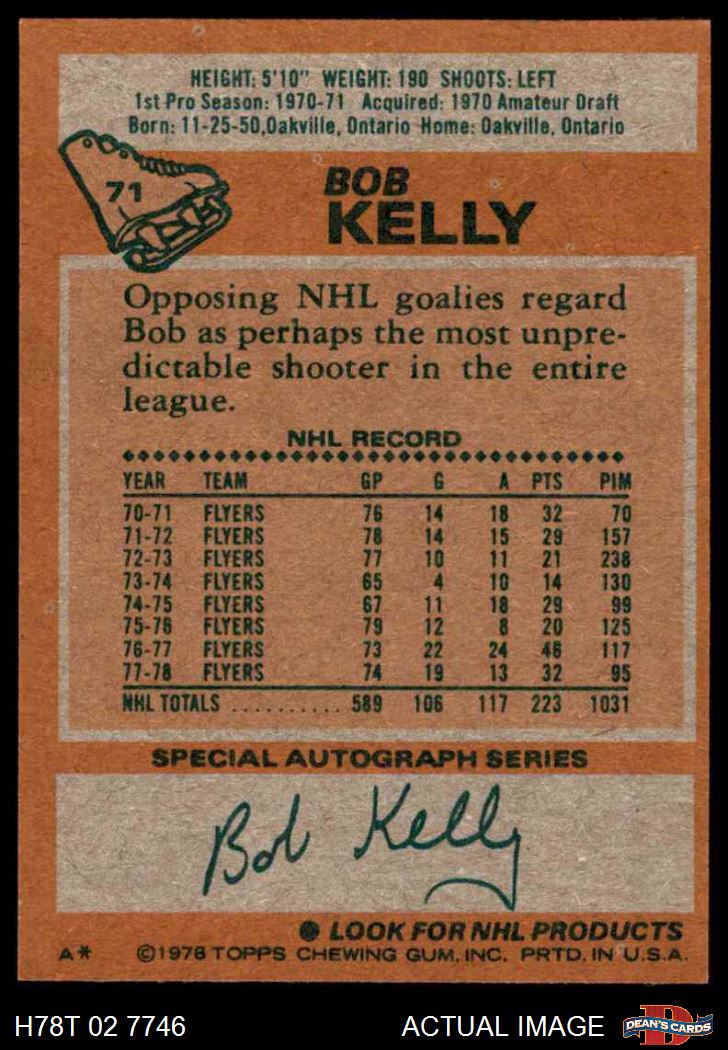 HEIGHT: 5'10" WEIGHT: 190 SHOOTS: LEFT
1st Pro Season: 1970-71 Acquired: 1970 Amateur Draft
Born: 11-25-50, Oakville, Ontario Home: Oakville, Ontario
71
BOB
KELLY
Opposing NHL goalies regard
Bob as perhaps the most unpre-
dictable shooter in the entire
league.
NHL RECORD
YEAR TEAM GP G A PTS PIM
70-71 FLYERS 76 14 18 32 70
71-72 FLYERS 78 14 15 29 157
72-73 FLYERS 77 10 11 21 238
73-74 FLYERS 65 4 10 14 130
74-75 FLYERS 67 11 18 29 99
75-76 FLYERS 79 12 8 20 125
76-77 FLYERS 73 22 24 46 117
77-78 FLYERS 74 19 13 32 95
NHL TOTALS .......... 589 106 117 223 1031
SPECIAL AUTOGRAPH SERIES
Bob Kelly
● LOOK FOR NHL PRODUCTS
A* ©1978 TOPPS CHEWING GUM, INC. PRTD. IN U.S.A.
H78T 02 7746 ACTUAL IMAGE DEAN'S CARDS